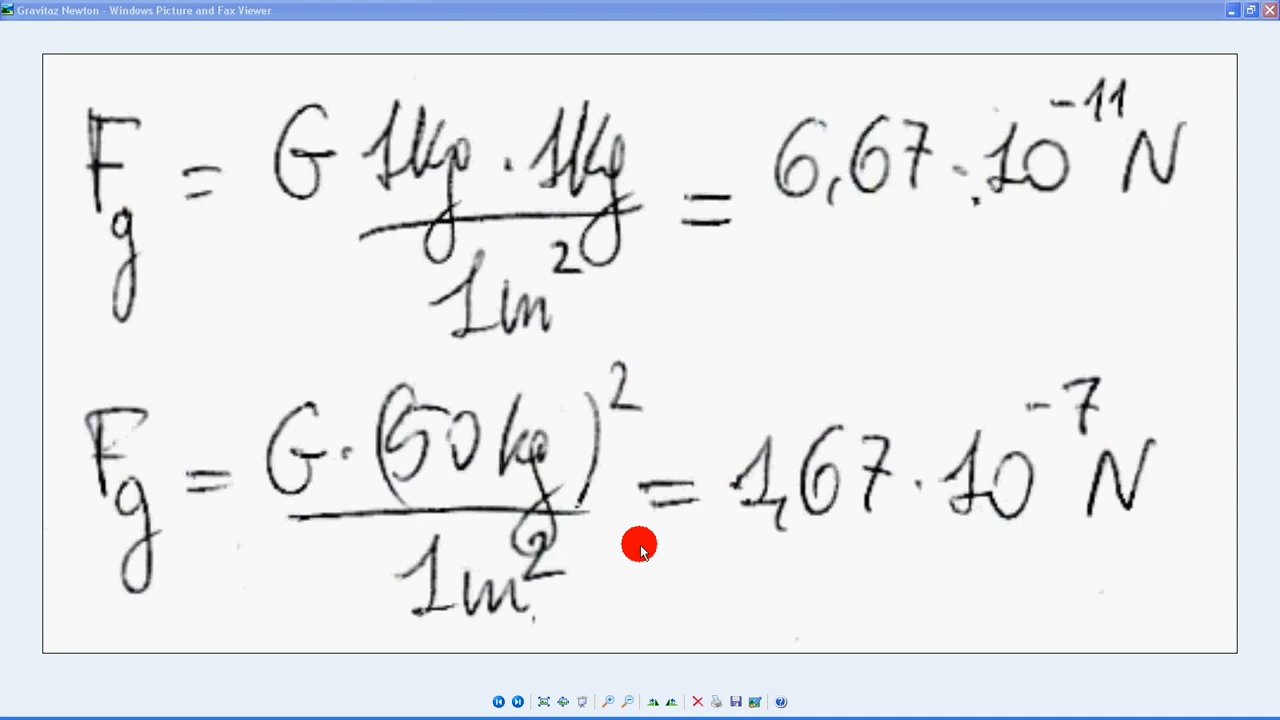 Gravitaz Newton - Windows Picture and Fax Viewer
F_g = G 1kg · 1kg / 1m² = 6,67 · 10⁻¹¹ N
F_g = G · (50 kg)² / 1m² = 1,67 · 10⁻⁷ N